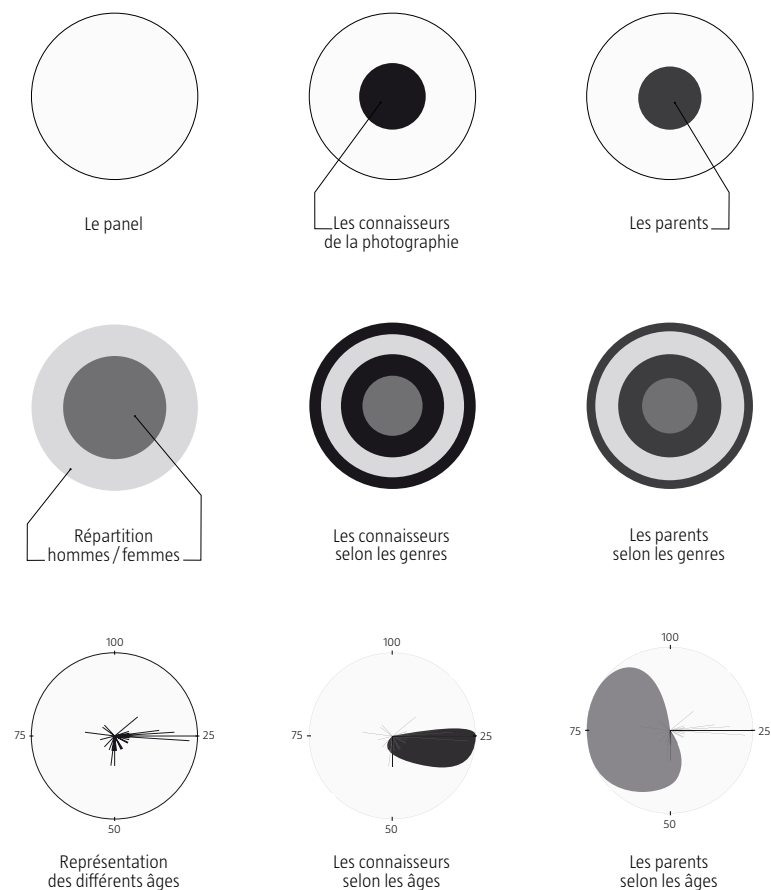 Le panel
Les connaisseurs
de la photographie
Les parents
Répartition
hommes / femmes
Les connaisseurs
selon les genres
Les parents
selon les genres
100
75
25
50
Représentation
des différents âges
100
75
25
50
Les connaisseurs
selon les âges
100
75
25
50
Les parents
selon les âges